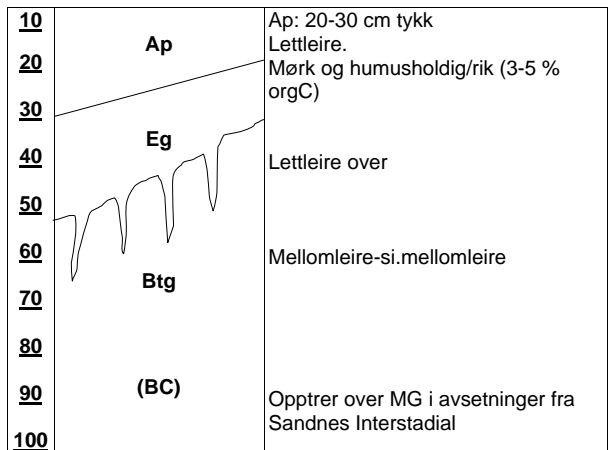 10
20
30
40
50
60
70
80
90
100
Ap
Eg
Btg
(BC)
Ap: 20-30 cm tykk
Lettleire.
Mørk og humusholdig/rik (3-5 %
orgC)
Lettleire over
Mellomleire-si.mellomleire
Opptrer over MG i avsetninger fra
Sandnes Interstadial